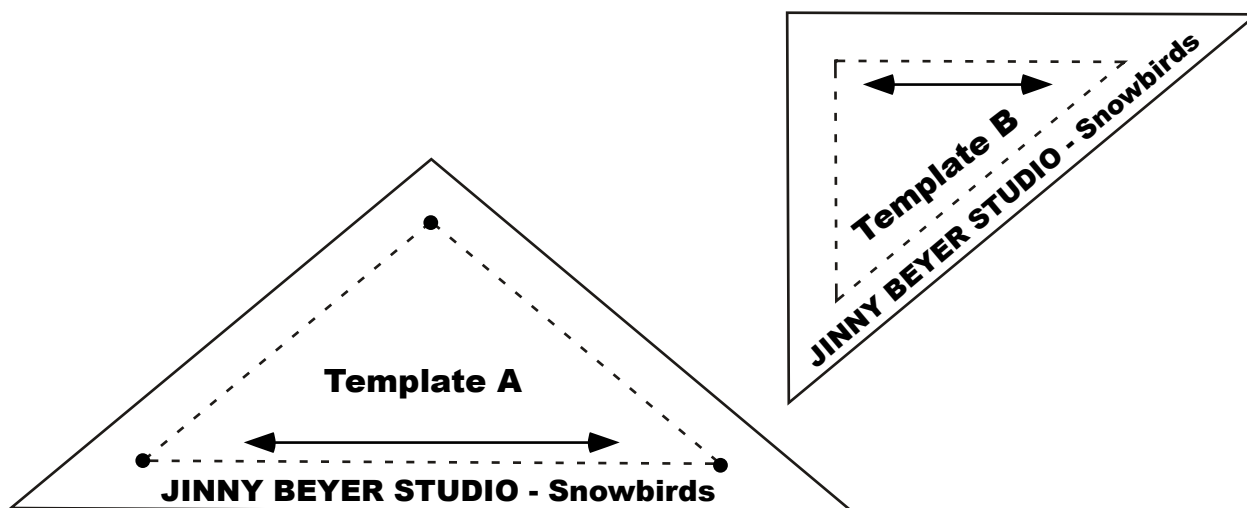 Template A
JINNY BEYER STUDIO - Snowbirds
Template B
JINNY BEYER STUDIO - Snowbirds